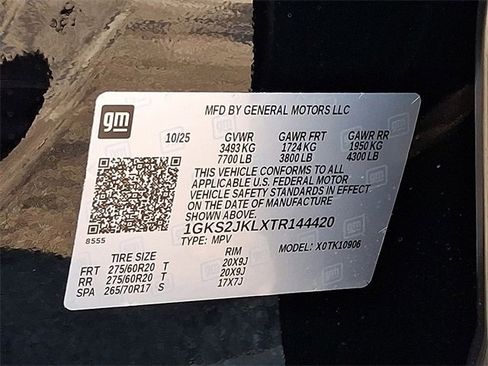 gm
MFD BY GENERAL MOTORS LLC
10/25 GVWR GAWR FRT GAWR RR
3493 KG 1724 KG 1950 KG
7700 LB 3800 LB 4300 LB
THIS VEHICLE CONFORMS TO ALL
APPLICABLE U.S. FEDERAL MOTOR
VEHICLE SAFETY STANDARDS IN EFFECT
ON THE DATE OF MANUFACTURE
SHOWN ABOVE.
1GKS2JKLXTR144420
8555
TYPE: MPV MODEL: X0TK10906
TIRE SIZE RIM
FRT 275/60R20 T 20X9J
RR 275/60R20 T 20X9J
SPA 265/70R17 S 17X7J